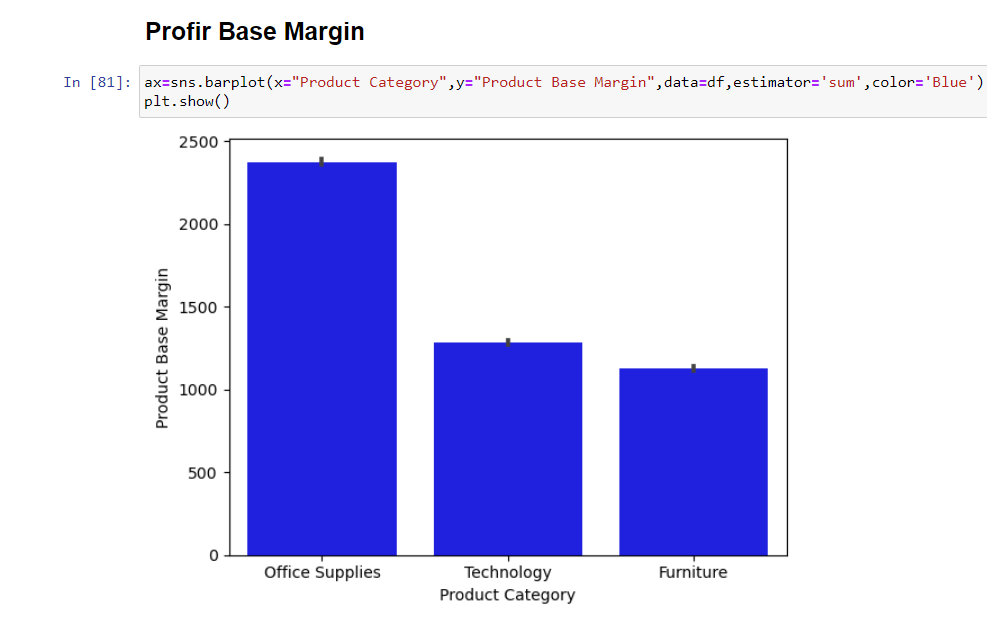 Profir Base Margin
In [81]: ax=sns.barplot(x="Product Category",y="Product Base Margin",data=df,estimator='sum',color='Blue')
plt.show()
2500
2000
1500
1000
500
0
Product Base Margin
Office Supplies Technology Furniture
Product Category